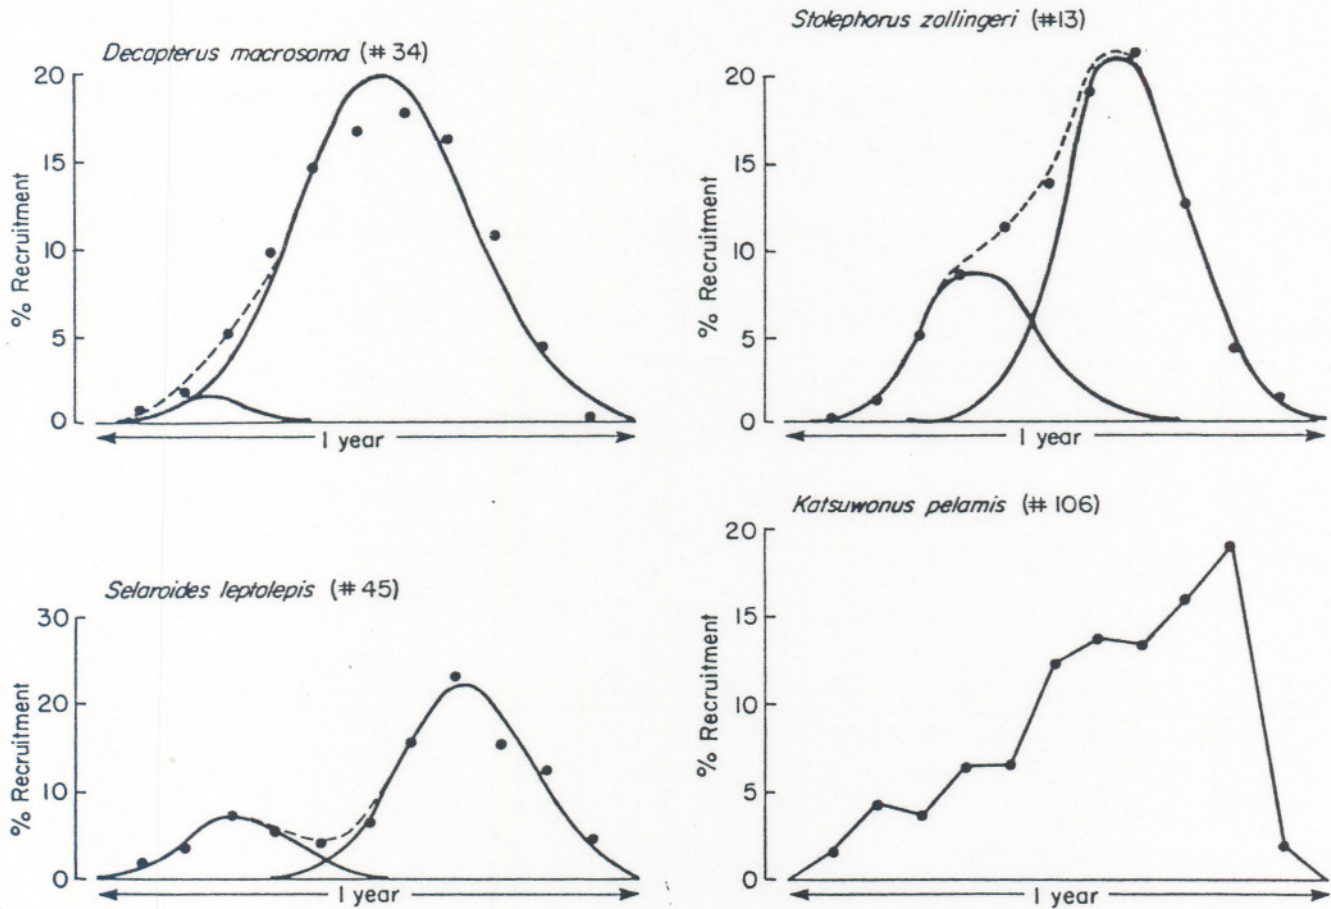 Decapterus macrosoma (# 34)
20
15
10
5
0
% Recruitment
1 year
Stolephorus zollingeri (#13)
20
15
10
5
0
% Recruitment
1 year
Selaroides leptolepis (# 45)
30
20
10
0
% Recruitment
1 year
Katsuwonus pelamis (# 106)
20
15
10
5
0
% Recruitment
1 year